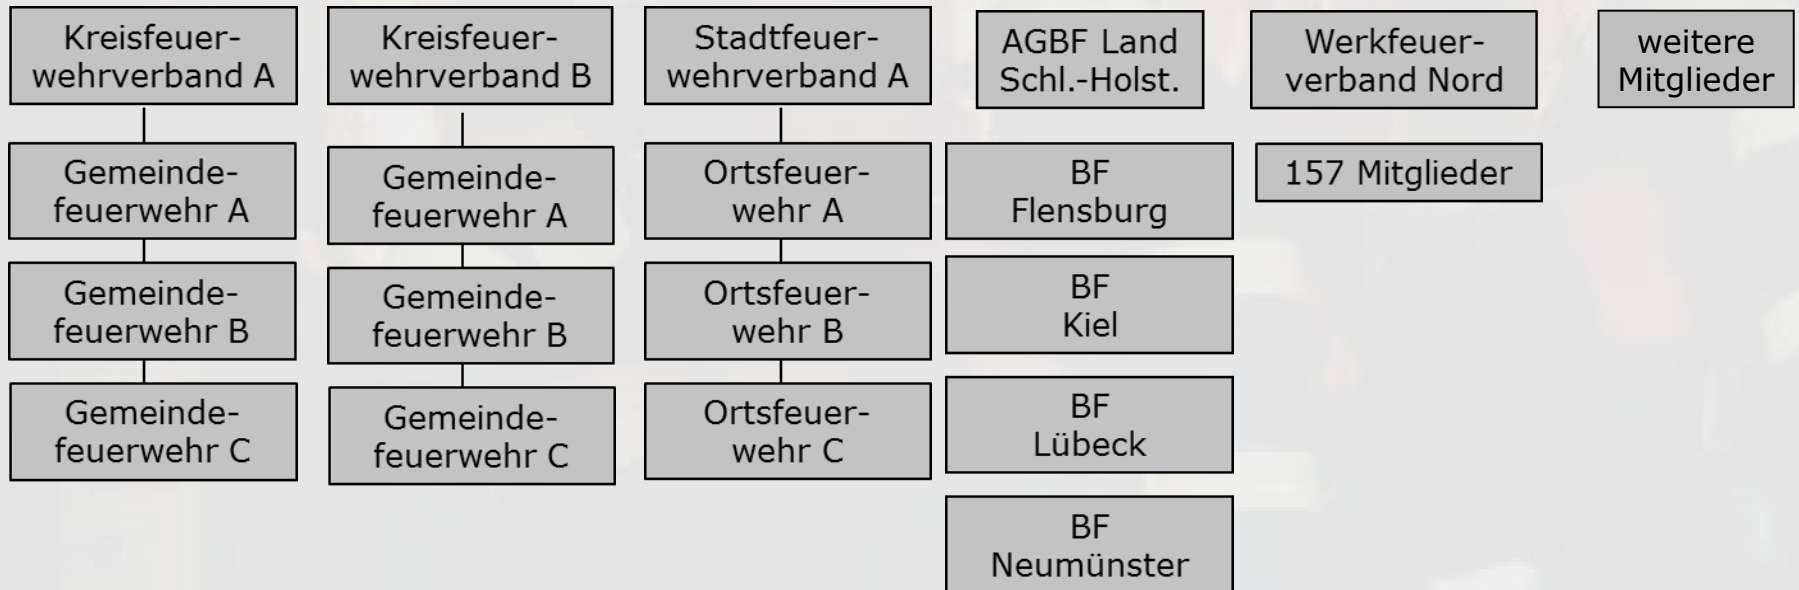 Kreisfeuer-
wehrverband A
Kreisfeuer-
wehrverband B
Stadtfeuer-
wehrverband A
AGBF Land
Schl.-Holst.
Werkfeuer-
verband Nord
weitere
Mitglieder
Gemeinde-
feuerwehr A
Gemeinde-
feuerwehr A
Ortsfeuer-
wehr A
BF
Flensburg
157 Mitglieder
Gemeinde-
feuerwehr B
Gemeinde-
feuerwehr B
Ortsfeuer-
wehr B
BF
Kiel
Gemeinde-
feuerwehr C
Gemeinde-
feuerwehr C
Ortsfeuer-
wehr C
BF
Lübeck
BF
Neumünster